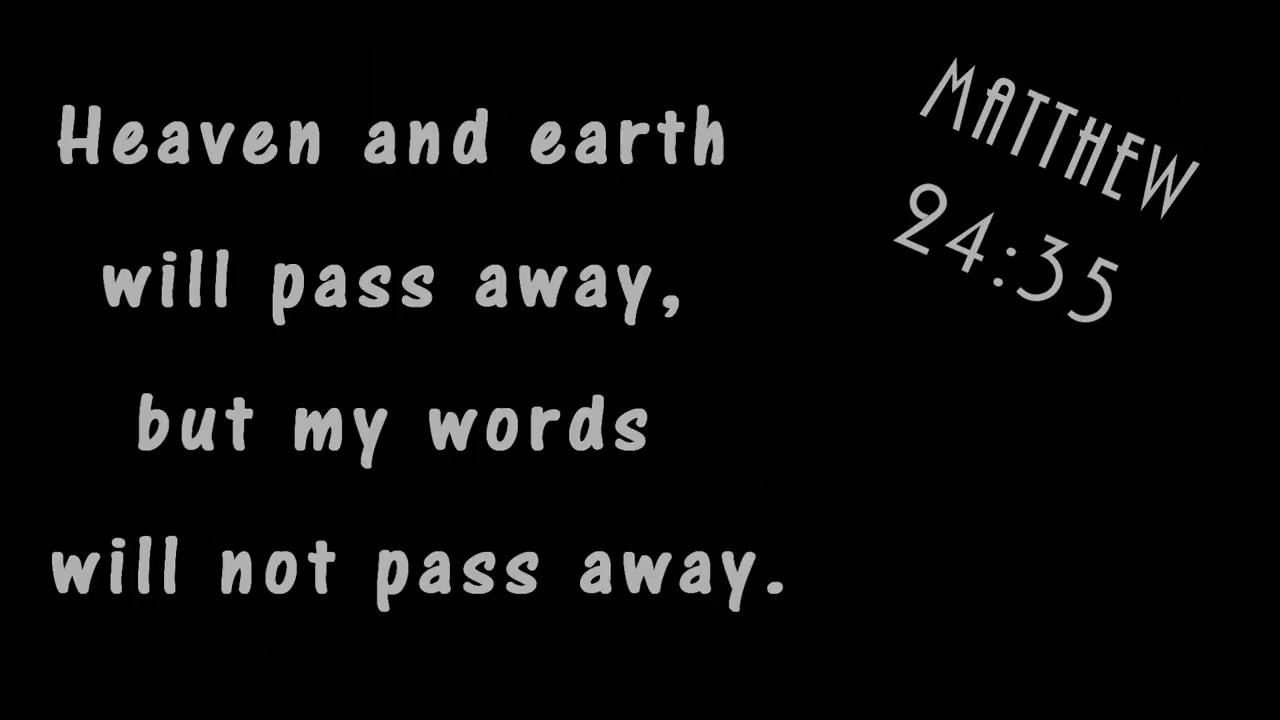 Heaven and earth
will pass away,
but my words
will not pass away.
MATTHEW
24:35